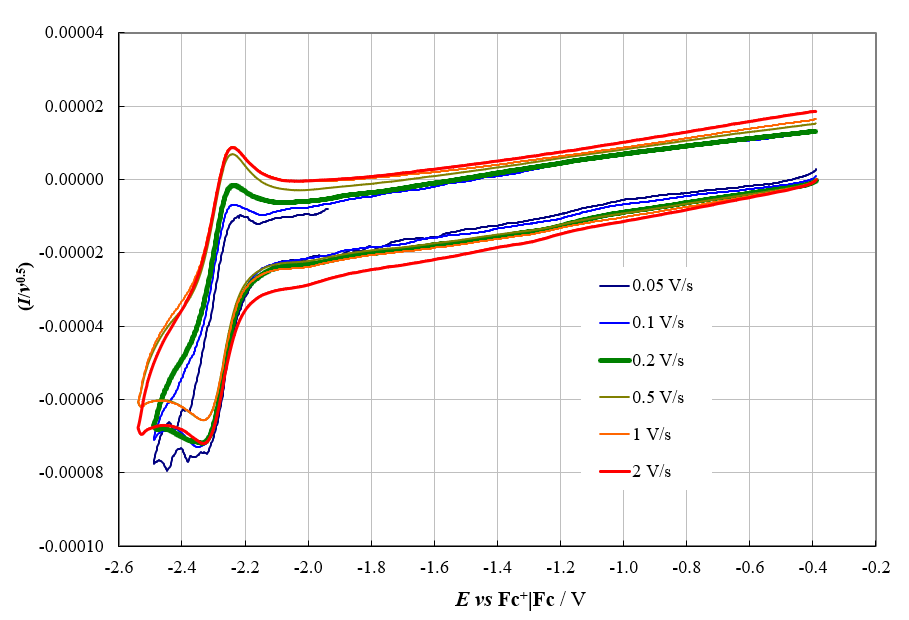 0.00004
0.00002
0.00000
-0.00002
-0.00004
-0.00006
-0.00008
-0.00010
(I/v^0.5)
0.05 V/s
0.1 V/s
0.2 V/s
0.5 V/s
1 V/s
2 V/s
-2.6 -2.4 -2.2 -2.0 -1.8 -1.6 -1.4 -1.2 -1.0 -0.8 -0.6 -0.4 -0.2
E vs Fc⁺|Fc / V